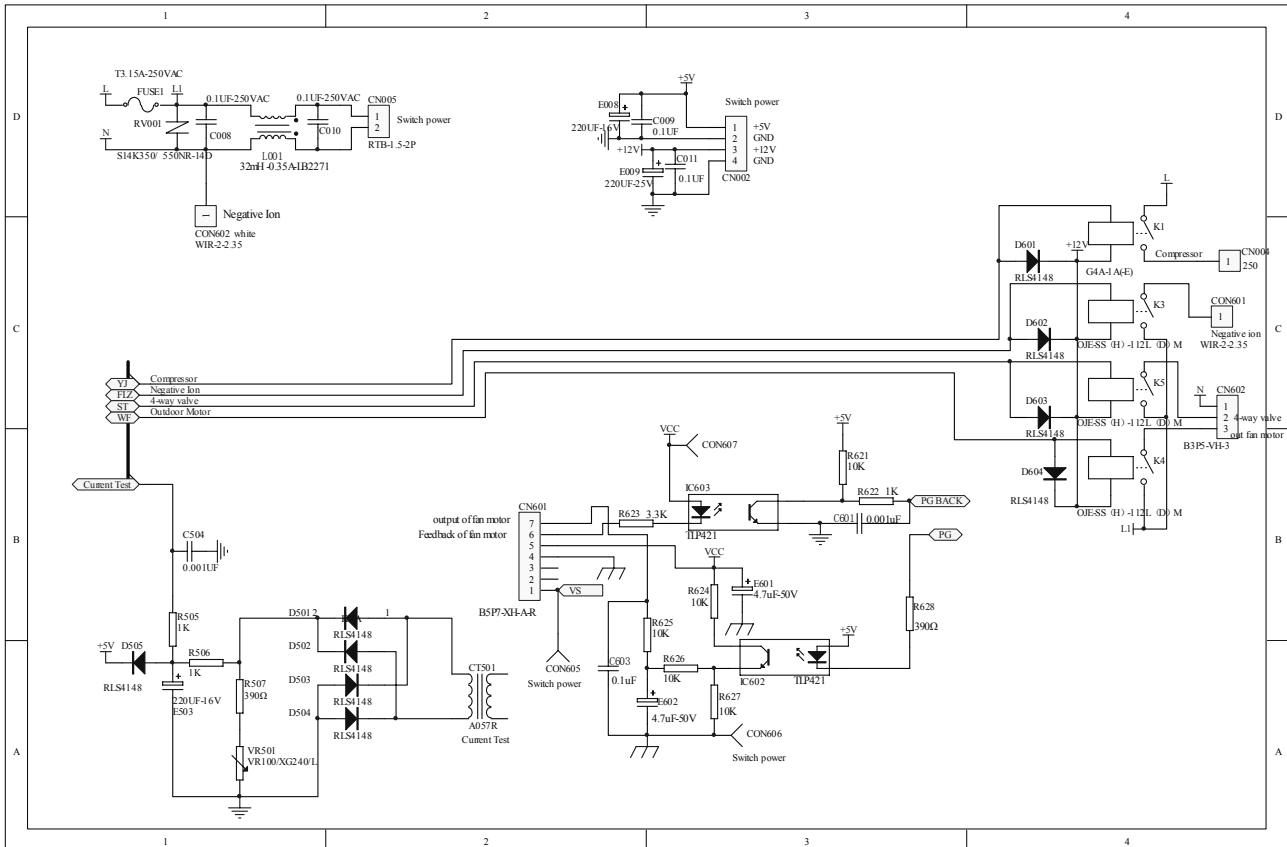 1 2 3 4
D
C
B
A
D
C
B
A
1 2 3 4
T3.15A-250VAC
L
FUSE1
L1
0.1UF-250VAC
0.1UF-250VAC
CN005
1
2
Switch power
RTB-1.5-2P
RV001
C008
C010
N
S14K350/ 550NR-14D
L001
32mH -0.35A-LB2271
1
Negative Ion
CON602 white
WIR-2-2.35
+5V
Switch power
E008
+
C009
220UF-16V
0.1UF
1 +5V
2 GND
3 +12V
4 GND
CN002
+12V
+
C011
E009
220UF-25V
0.1UF
L
K1
D601
+12V
RLS4148
G4A-1A(-E)
Compressor
CN004
1
250
K3
CON601
1
D602
RLS4148
OJE-SS (H) -112L (D) M
Negative ion
WIR-2-2.35
K5
D603
RLS4148
OJE-SS (H) -112L (D) M
N
CN602
1
2
3
4-way valve
out fan motor
B3P5-VH-3
K4
D604
RLS4148
OJE-SS (H) -112L (D) M
L1
YJ
Compressor
FLZ
Negative Ion
ST
4-way valve
WF
Outdoor Motor
Current Test
C504
0.001UF
R505
1K
+5V
D505
RLS4148
R506
1K
+
220UF-16V
E503
R507
390Ω
VR501
VR100/XG240/L
D501 2
1
RLS4148
D502
RLS4148
D503
RLS4148
D504
RLS4148
CT501
A057R
Current Test
VCC
CON607
+5V
R621
10K
IC603
R622 1K
PG BACK
CN601
output of fan motor
Feedback of fan motor
7
6
5
4
3
2
1
B5P7-XH-A-R
R623 3.3K
TLP421
C601
0.001uF
PG
VS
VCC
+
E601
4.7uF-50V
R624
10K
R628
390Ω
R625
10K
+5V
CON605
Switch power
C603
0.1uF
R626
10K
IC602
TLP421
+
E602
4.7uF-50V
R627
10K
CON606
Switch power